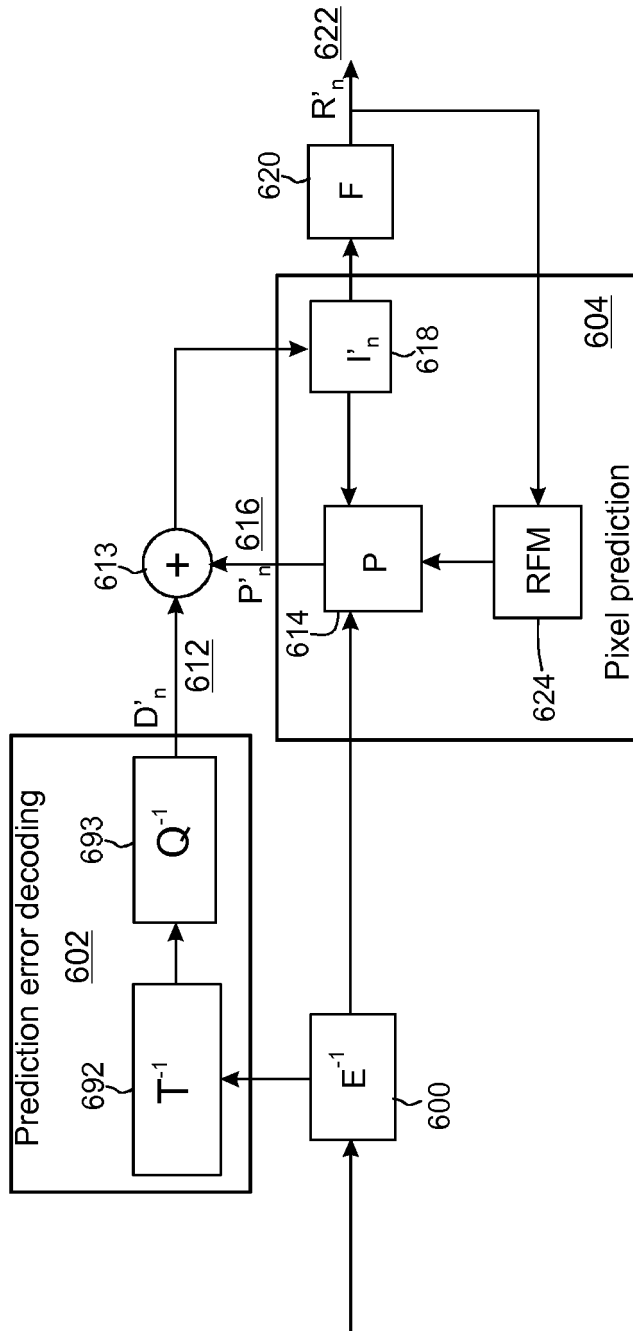 Prediction error decoding
602
692
T⁻¹
693
Q⁻¹
D'ₙ
612
613
+
P'ₙ
616
E⁻¹
600
614
P
I'ₙ
618
RFM
624
Pixel prediction
604
620
F
R'ₙ
622